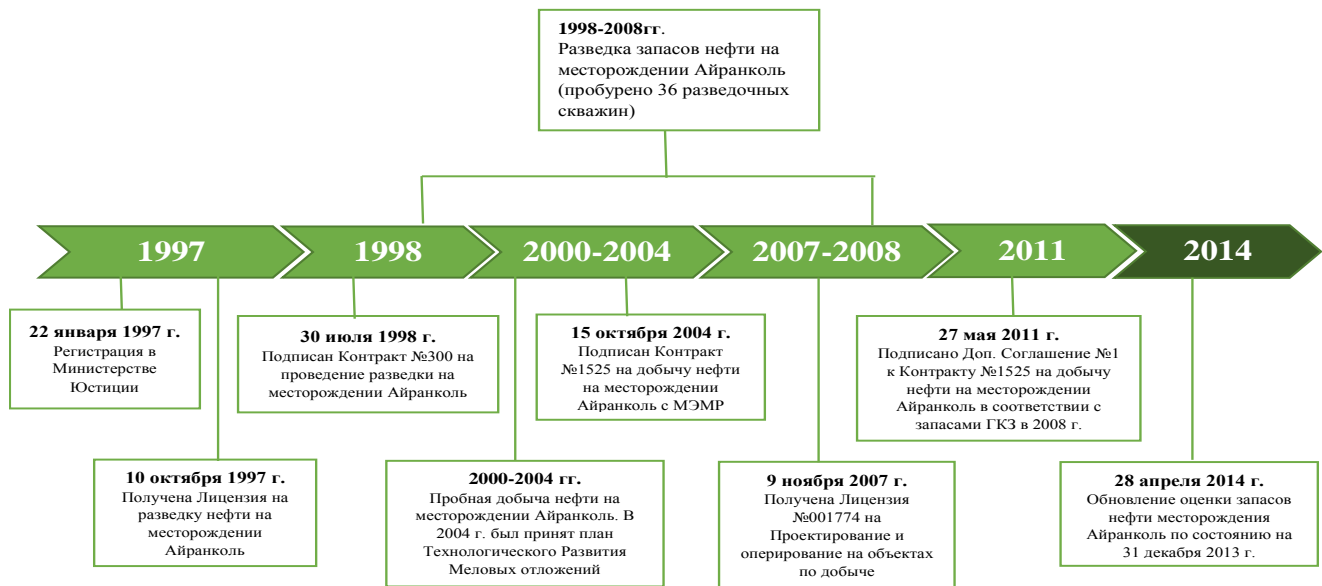 1998-2008гг.
Разведка запасов нефти на
месторождении Айранколь
(пробурено 36 разведочных
скважин)
1997
1998
2000-2004
2007-2008
2011
2014
22 января 1997 г.
Регистрация в
Министерстве
Юстиции
30 июля 1998 г.
Подписан Контракт №300 на
проведение разведки на
месторождении Айранколь
15 октября 2004 г.
Подписан Контракт
№1525 на добычу нефти
на месторождении
Айранколь с МЭМР
27 мая 2011 г.
Подписано Доп. Соглашение №1
к Контракту №1525 на добычу
нефти на месторождении
Айранколь в соответствии с
запасами ГКЗ в 2008 г.
10 октября 1997 г.
Получена Лицензия на
разведку нефти на
месторождении
Айранколь
2000-2004 гг.
Пробная добыча нефти на
месторождении Айранколь. В
2004 г. был принят план
Технологического Развития
Меловых отложений
9 ноября 2007 г.
Получена Лицензия
№001774 на
Проектирование и
оперирование на объектах
по добыче
28 апреля 2014 г.
Обновление оценки запасов
нефти месторождения
Айранколь по состоянию на
31 декабря 2013 г.